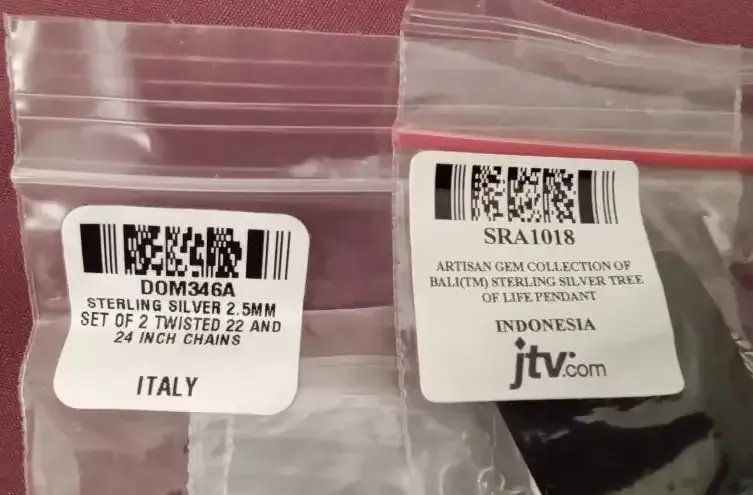 DOM346A
STERLING SILVER 2.5MM
SET OF 2 TWISTED 22 AND
24 INCH CHAINS
ITALY
SRA1018
ARTISAN GEM COLLECTION OF
BALI(TM) STERLING SILVER TREE
OF LIFE PENDANT
INDONESIA
jtv.com